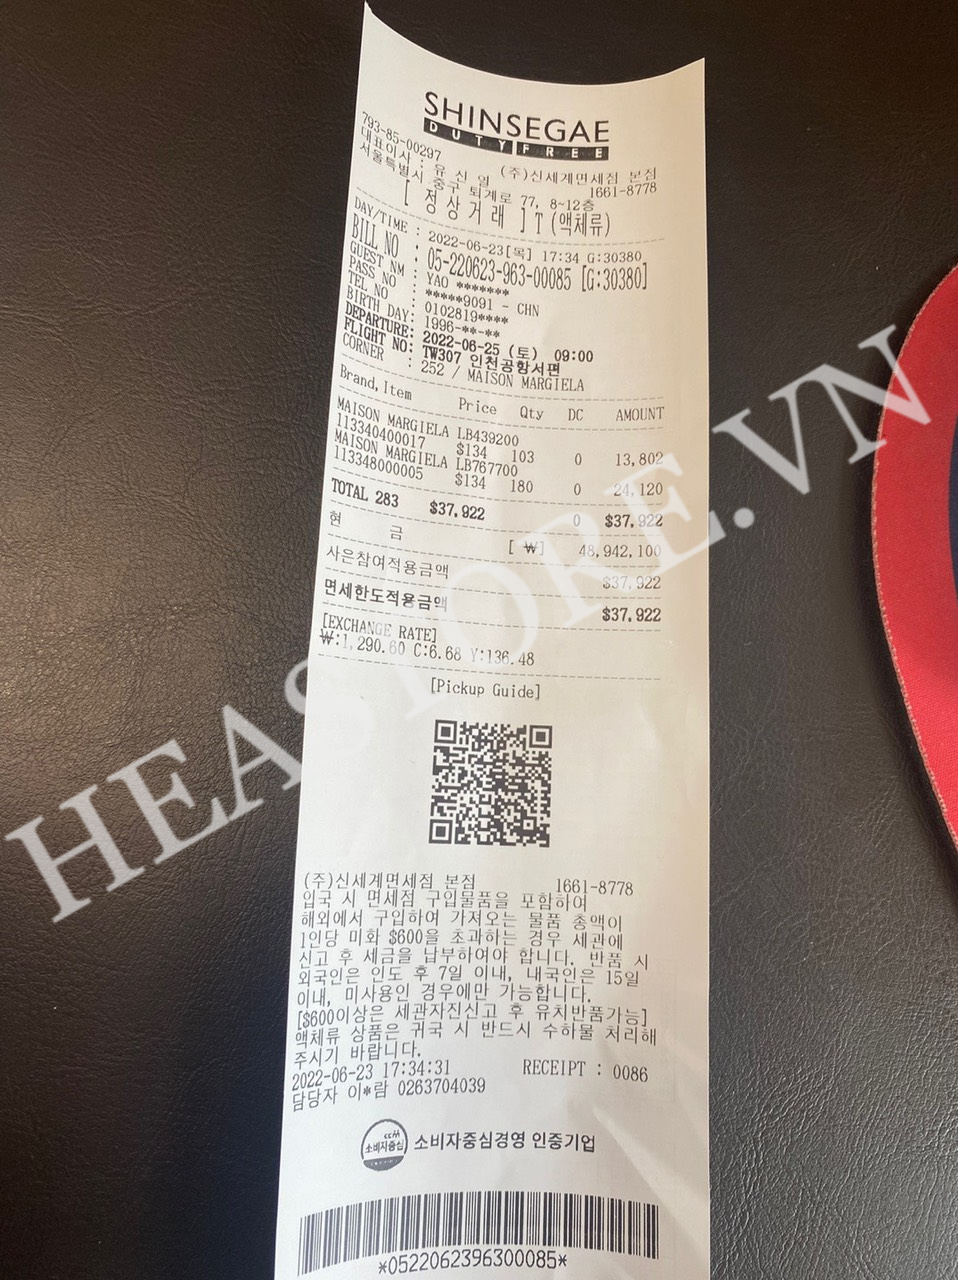 SHINSEGAE
DUTY FREE
793-85-00297 (주)신세계면세점 본점
대표이사 : 유 신 열 1661-8778
서울특별시 중구 퇴계로 77, 8~12층
[ 정상거래 ] T (액체류)
DAY/TIME : 2022-06-23[목] 17:34 G:30380
BILL NO : 05-220623-963-00085 [G:30380]
GUEST NM : YAO *******
PASS NO : *****9091 - CHN
TEL NO : 0102819****
BIRTH DAY: 1996-**-**
DEPARTURE: 2022-06-25 (토) 09:00
FLIGHT NO: TW307 인천공항서편
CORNER : 252 / MAISON MARGIELA
Brand,Item Price Qty DC AMOUNT
MAISON MARGIELA LB439200
113340400017 $134 103 0 13,802
MAISON MARGIELA LB767700
113348000005 $134 180 0 24,120
TOTAL 283 $37,922 0 $37,922
현 금 [ ₩] 48,942,100
사은참여적용금액 $37,922
면세한도적용금액 $37,922
[EXCHANGE RATE]
₩:1,290.60 C:6.68 Y:136.48
[Pickup Guide]
(주)신세계면세점 본점 1661-8778
입국 시 면세점 구입물품을 포함하여
해외에서 구입하여 가져오는 물품 총액이
1인당 미화 $600을 초과하는 경우 세관에
신고 후 세금을 납부하여야 합니다. 반품 시
외국인은 인도 후 7일 이내, 내국인은 15일
이내, 미사용인 경우에만 가능합니다.
[$600이상은 세관자진신고 후 유치반품가능]
액체류 상품은 귀국 시 반드시 수하물 처리해
주시기 바랍니다.
2022-06-23 17:34:31 RECEIPT : 0086
담당자 이*람 0263704039
소비자중심
소비자중심경영 인증기업
*0522062396300085*
HEASTORE.VN